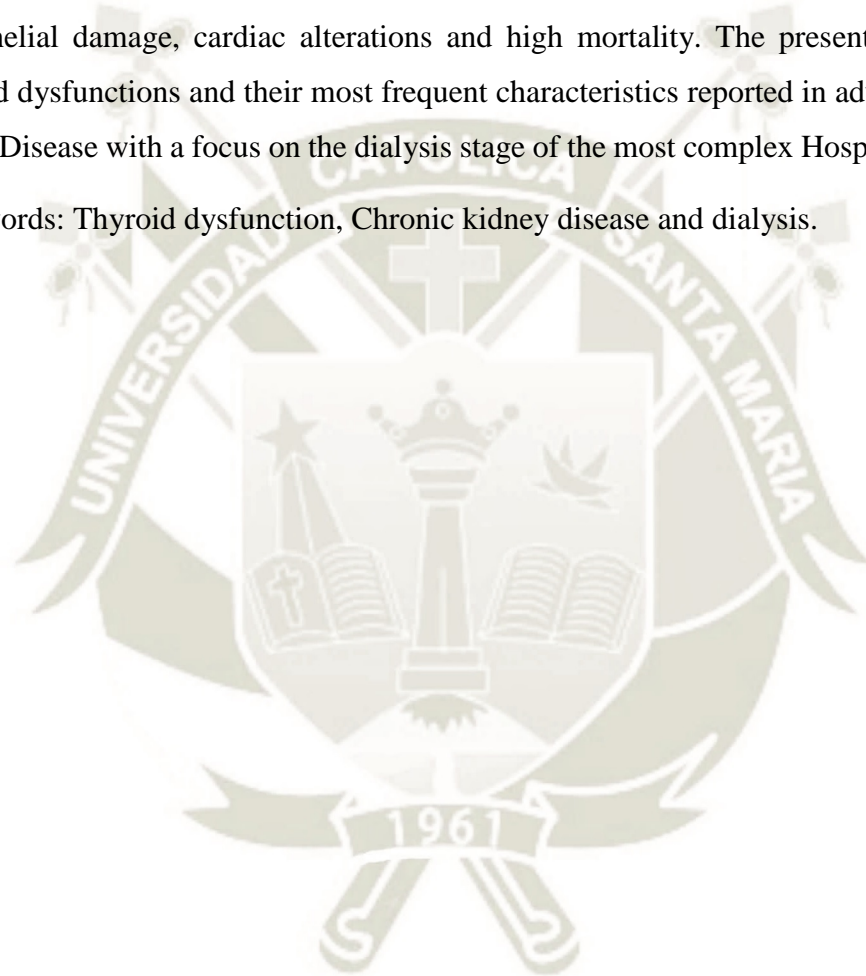 helial damage, cardiac alterations and high mortality. The present
d dysfunctions and their most frequent characteristics reported in ad
Disease with a focus on the dialysis stage of the most complex Hosp
ords: Thyroid dysfunction, Chronic kidney disease and dialysis.
UNIVERSIDAD CATOLICA SANTA MARIA
1961